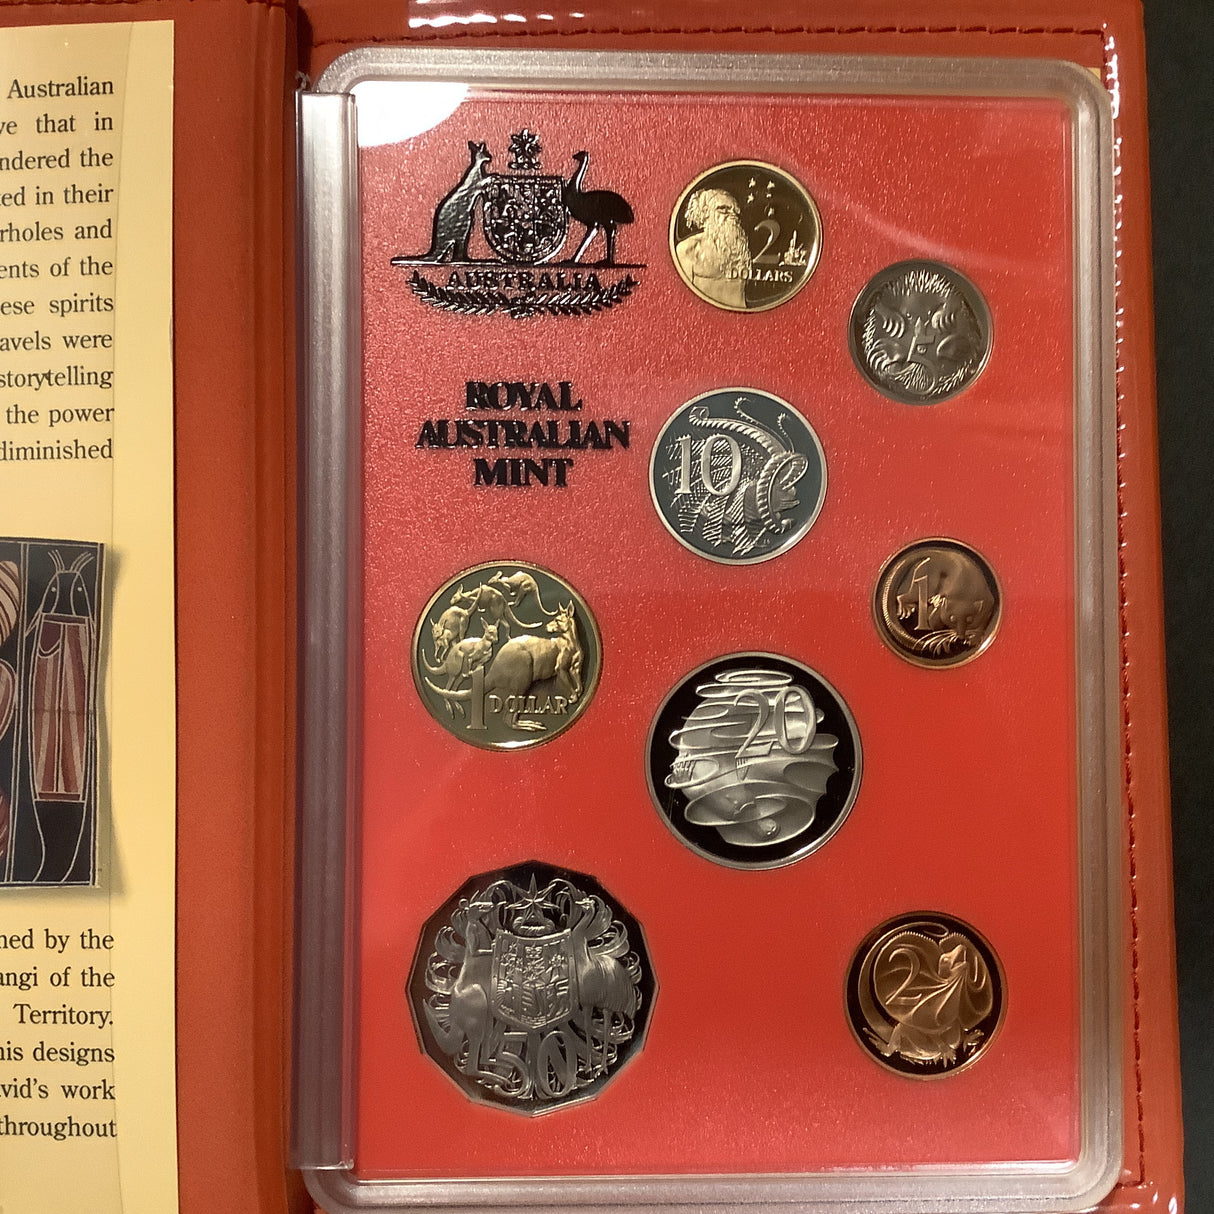 Australian
ve that in
ndered the
ted in their
rholes and
ents of the
ese spirits
avels were
storytelling
the power
diminished
ned by the
angi of the
Territory.
his designs
vid's work
throughout
AUSTRALIA
ROYAL
AUSTRALIAN
MINT
2
DOLLARS
10
1
1 DOLLAR
20
50
2